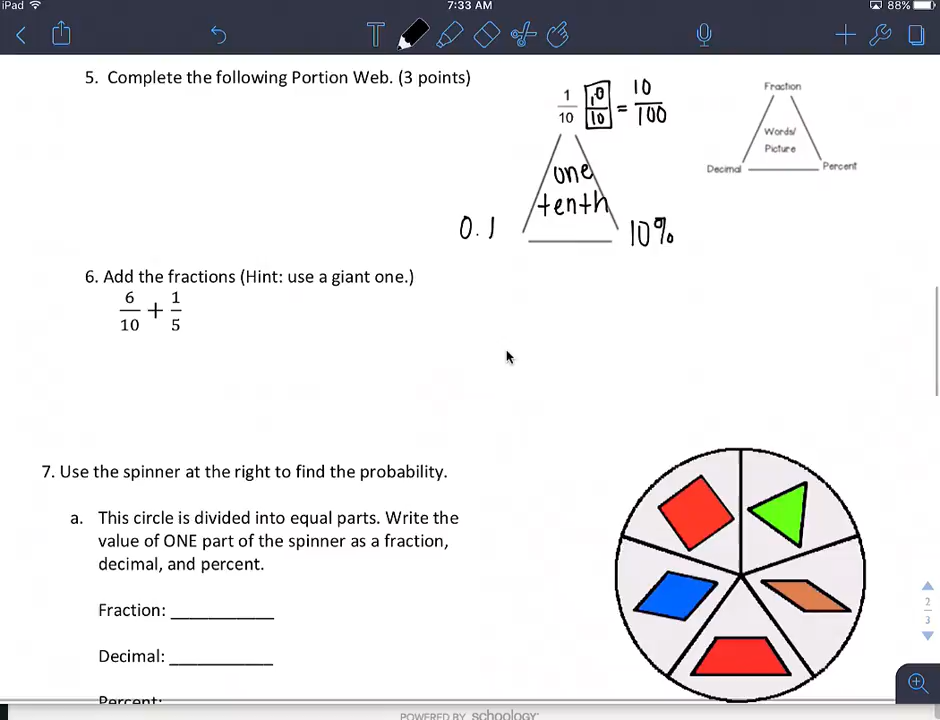 iPad 7:33 AM 88%
T
5. Complete the following Portion Web. (3 points)
1/10 10/10 = 10/100
one
tenth
0.1 10%
Fraction
Words/
Picture
Decimal Percent
6. Add the fractions (Hint: use a giant one.)
6/10 + 1/5
7. Use the spinner at the right to find the probability.
a. This circle is divided into equal parts. Write the
value of ONE part of the spinner as a fraction,
decimal, and percent.
Fraction: ___________
Decimal: ___________
Percent:
2
3
POWERED BY schoology